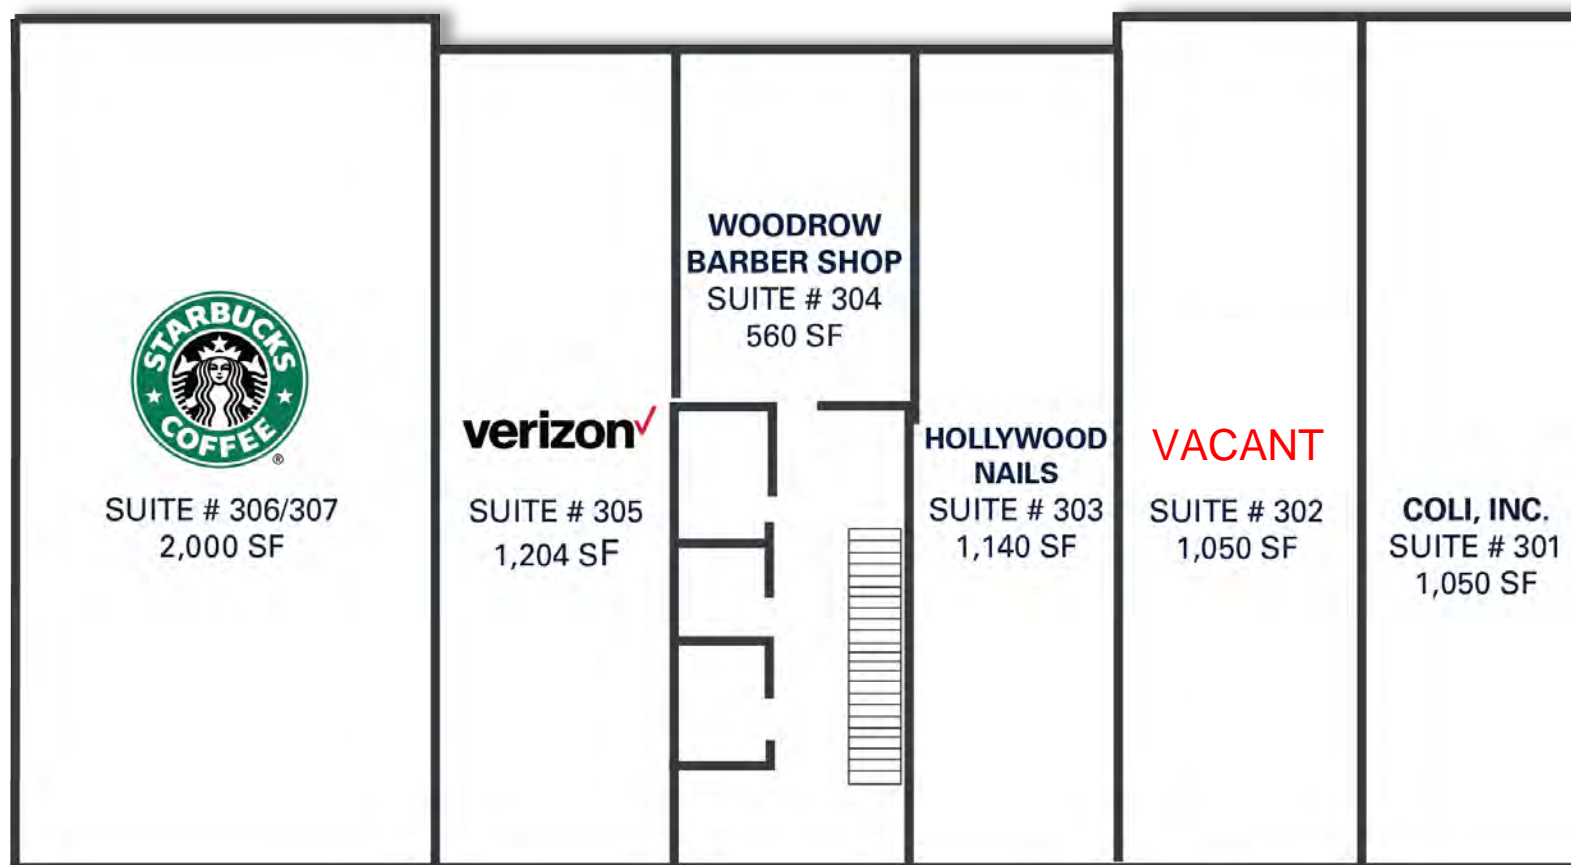 STARBUCKS
COFFEE
®
SUITE # 306/307
2,000 SF
verizon
SUITE # 305
1,204 SF
WOODROW
BARBER SHOP
SUITE # 304
560 SF
HOLLYWOOD
NAILS
SUITE # 303
1,140 SF
VACANT
SUITE # 302
1,050 SF
COLI, INC.
SUITE # 301
1,050 SF